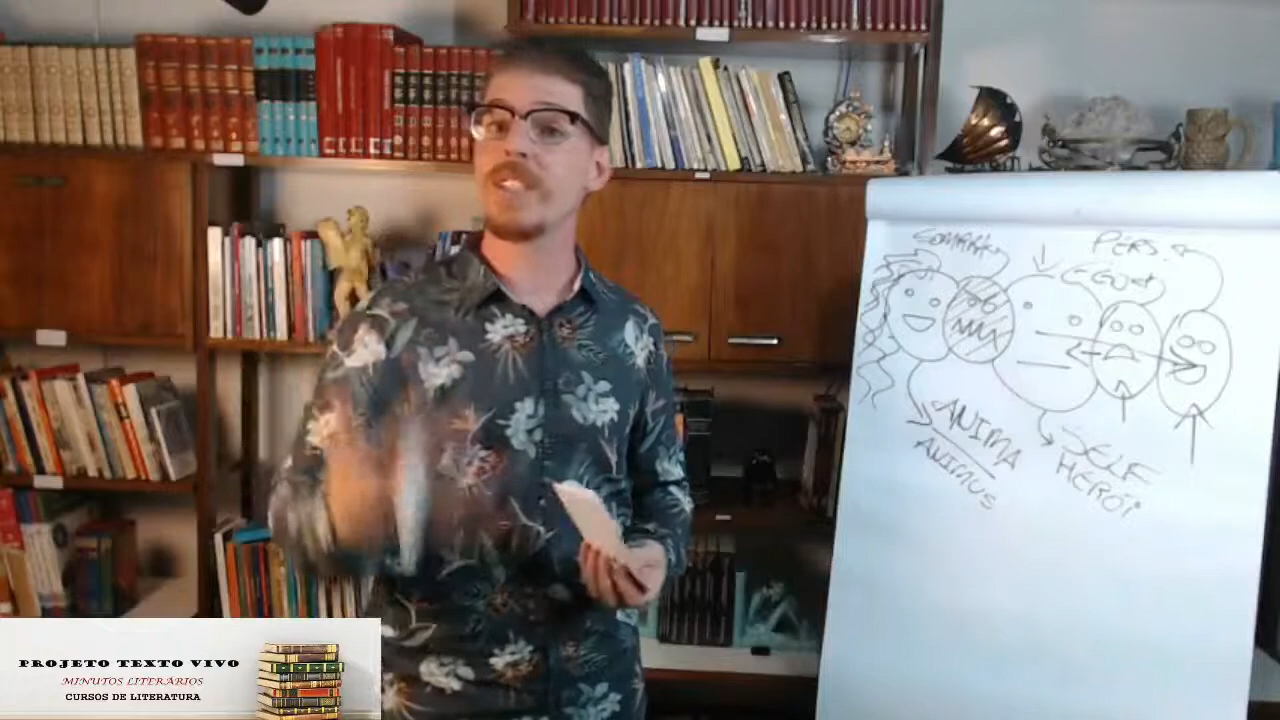 SOMBRA
PERS.
EGO
ANIMA
ANIMUS
SELF
HERÓI
PROJETO TEXTO VIVO
MINUTOS LITERÁRIOS
CURSOS DE LITERATURA